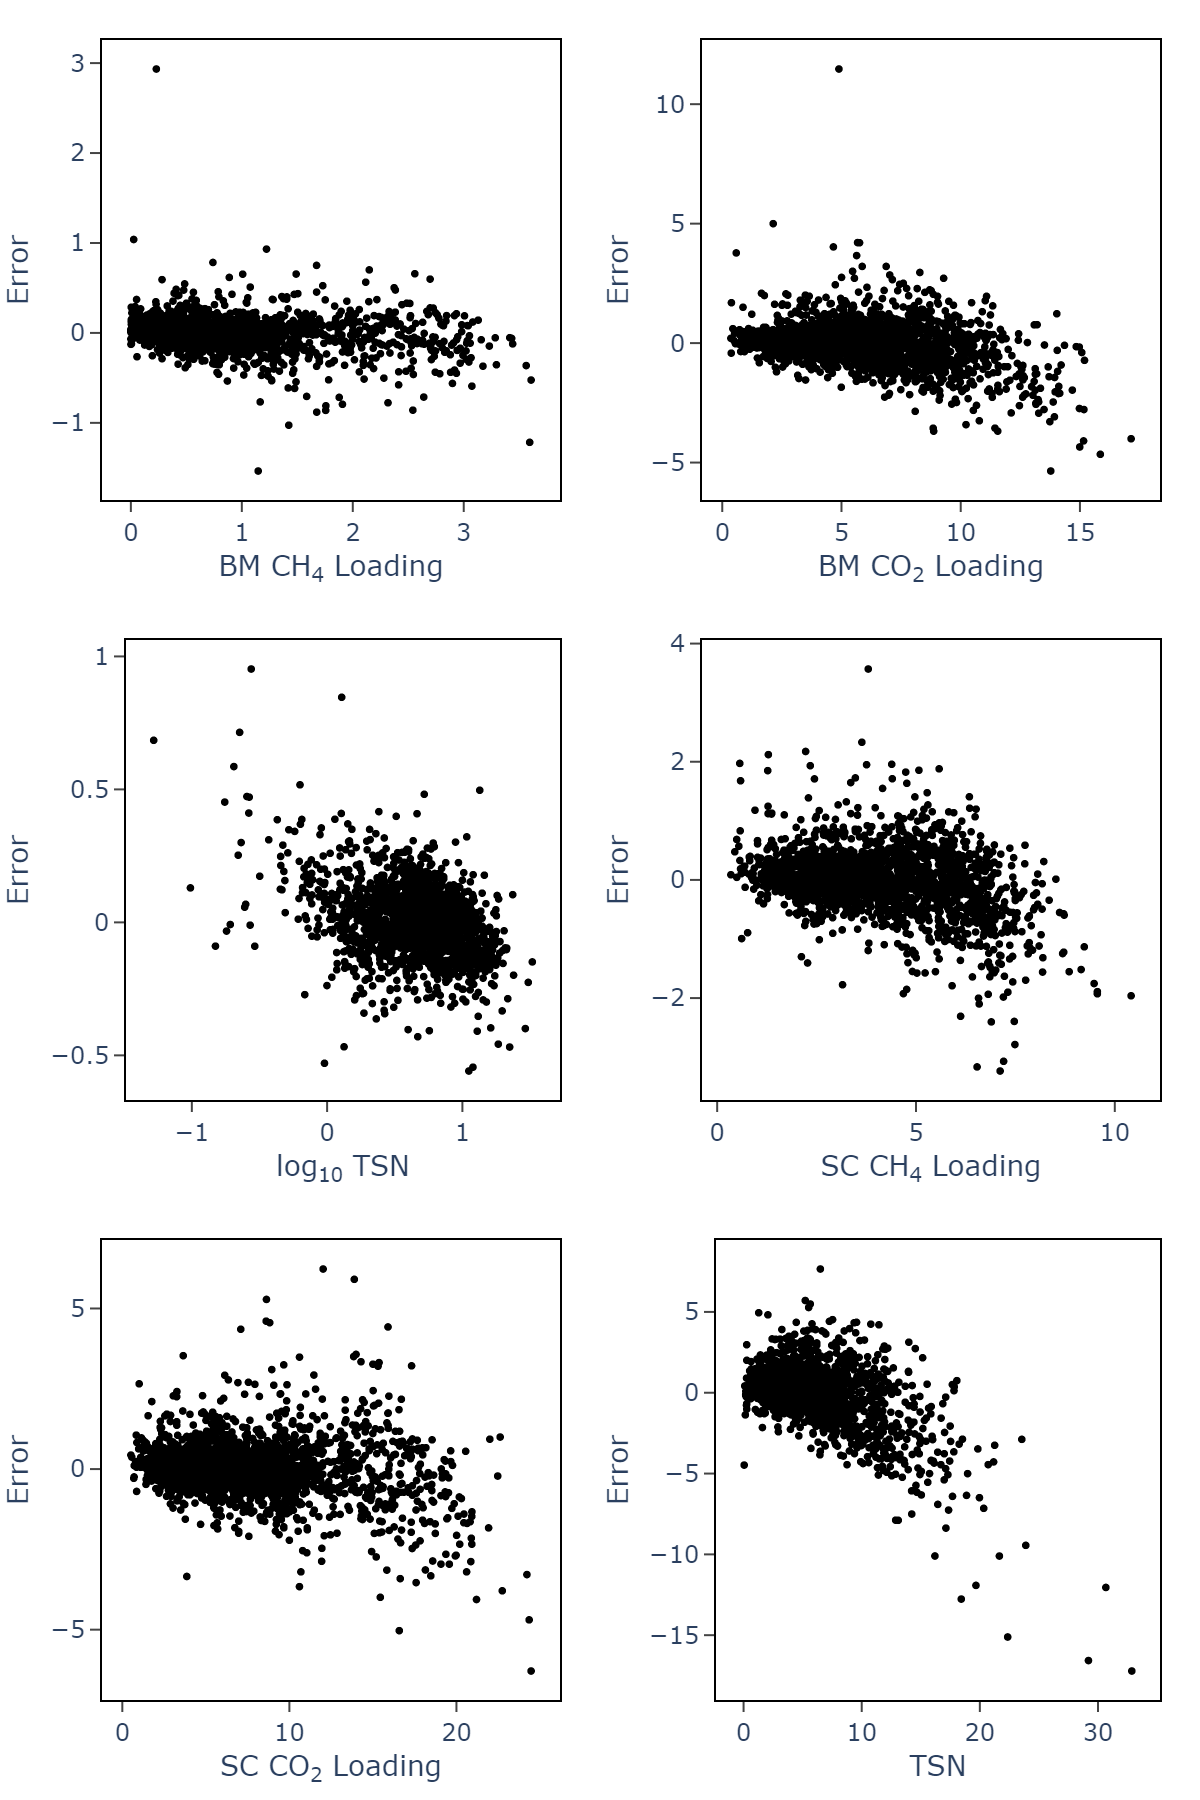 3
2
1
0
−1
Error
0 1 2 3
BM CH₄ Loading
10
5
0
−5
Error
0 5 10 15
BM CO₂ Loading
1
0.5
0
−0.5
Error
−1 0 1
log₁₀ TSN
4
2
0
−2
Error
0 5 10
SC CH₄ Loading
5
0
−5
Error
0 10 20
SC CO₂ Loading
5
0
−5
−10
−15
Error
0 10 20 30
TSN